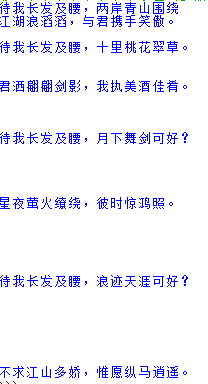 待我长发及腰，两岸青山围绕
江湖浪滔滔，与君携手笑傲。
待我长发及腰，十里桃花翠草。
君洒翩翩剑影，我执美酒佳肴。
待我长发及腰，月下舞剑可好？
星夜萤火缭绕，彼时惊鸿照。
待我长发及腰，浪迹天涯可好？
不求江山多娇，惟愿纵马逍遥。